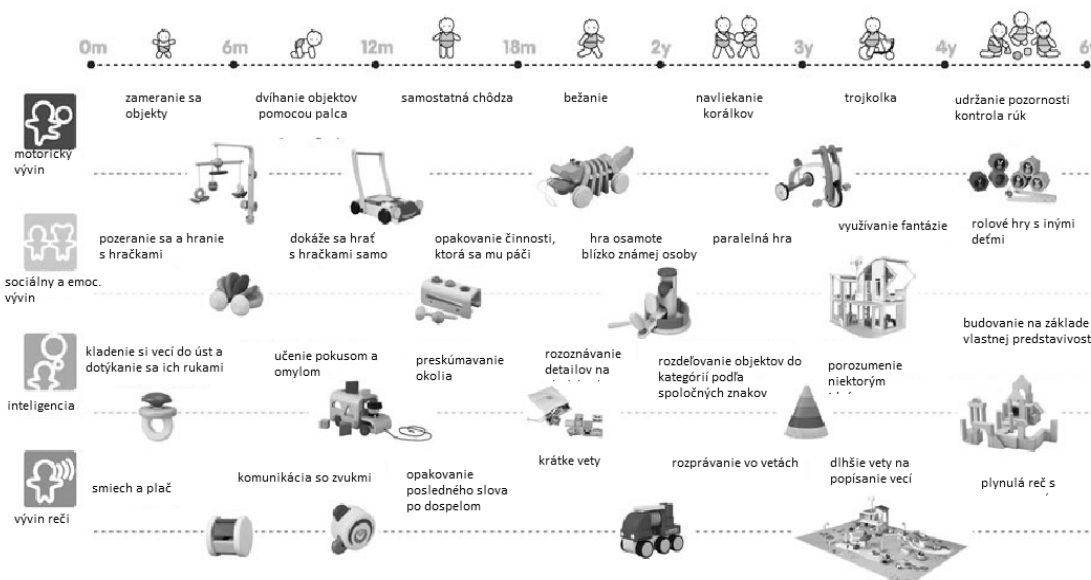 0m 6m 12m 18m 2y 3y 4y 6
zameranie sa
objekty
dvíhanie objektov
pomocou palca
samostatná chôdza
bežanie
navliekanie
korálkov
trojkolka
udržanie pozornosti
kontrola rúk
motorický
vývin
pozeranie sa a hranie
s hračkami
dokáže sa hrať
s hračkami samo
opakovanie činnosti,
ktorá sa mu páči
hra osamote
blízko známej osoby
paralelná hra
využívanie fantázie
rolové hry s inými
deťmi
sociálny a emoc.
vývin
kladenie si vecí do úst a
dotýkanie sa ich rukami
učenie pokusom a
omylom
preskúmavanie
okolia
rozoznávanie
detailov na
rozdeľovanie objektov do
kategórií podľa
spoločných znakov
porozumenie
niektorým
budovanie na základe
vlastnej predstavivost
inteligencia
smiech a plač
komunikácia so zvukmi
opakovanie
posledného slova
po dospelom
krátke vety
rozprávanie vo vetách
dlhšie vety na
popísanie vecí
plynulá reč s
vývin reči